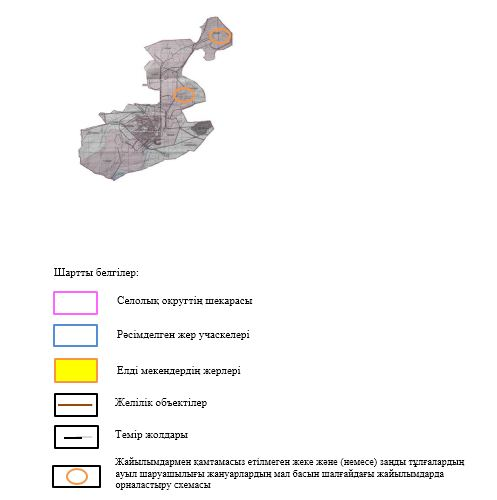 Шартты белгілер:
Селолық округтің шекарасы
Рәсімделген жер учаскелері
Елді мекендердің жерлері
Желілік объектілер
Темір жолдары
Жайылымдармен қамтамасыз етілмеген жеке және (немесе) заңды тұлғалардың
ауыл шаруашылығы жануарлардың мал басын шалғайдағы жайылымдарда
орналастыру схемасы